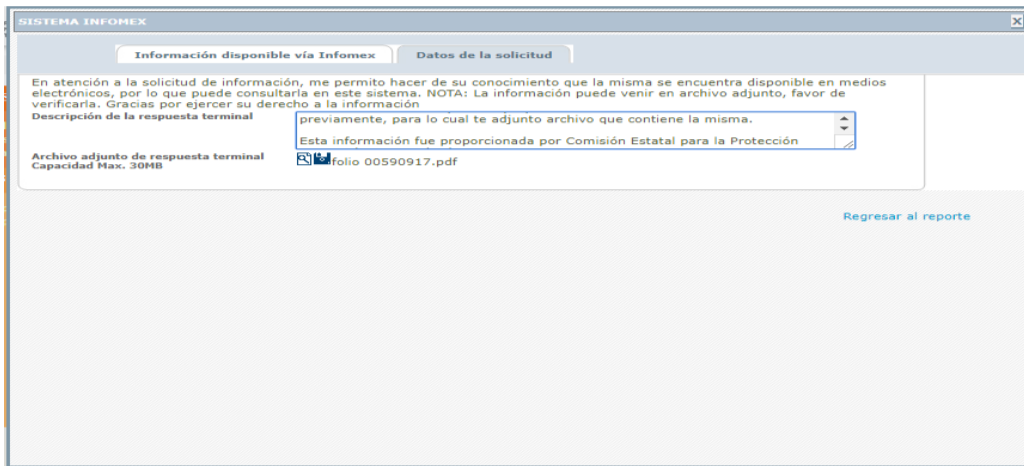 SISTEMA INFOMEX
Información disponible vía Infomex
Datos de la solicitud
En atención a la solicitud de información, me permito hacer de su conocimiento que la misma se encuentra disponible en medios
electrónicos, por lo que puede consultarla en este sistema. NOTA: La información puede venir en archivo adjunto, favor de
verificarla. Gracias por ejercer su derecho a la información
Descripción de la respuesta terminal
previamente, para lo cual te adjunto archivo que contiene la misma.
Esta información fue proporcionada por Comisión Estatal para la Protección
Archivo adjunto de respuesta terminal
Capacidad Max. 30MB
folio 00590917.pdf
Regresar al reporte